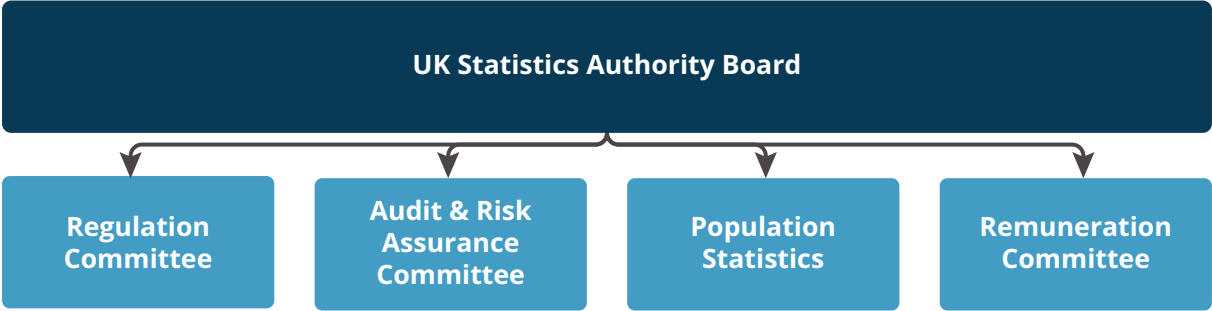 UK Statistics Authority Board
Regulation
Committee
Audit & Risk
Assurance
Committee
Population
Statistics
Remuneration
Committee